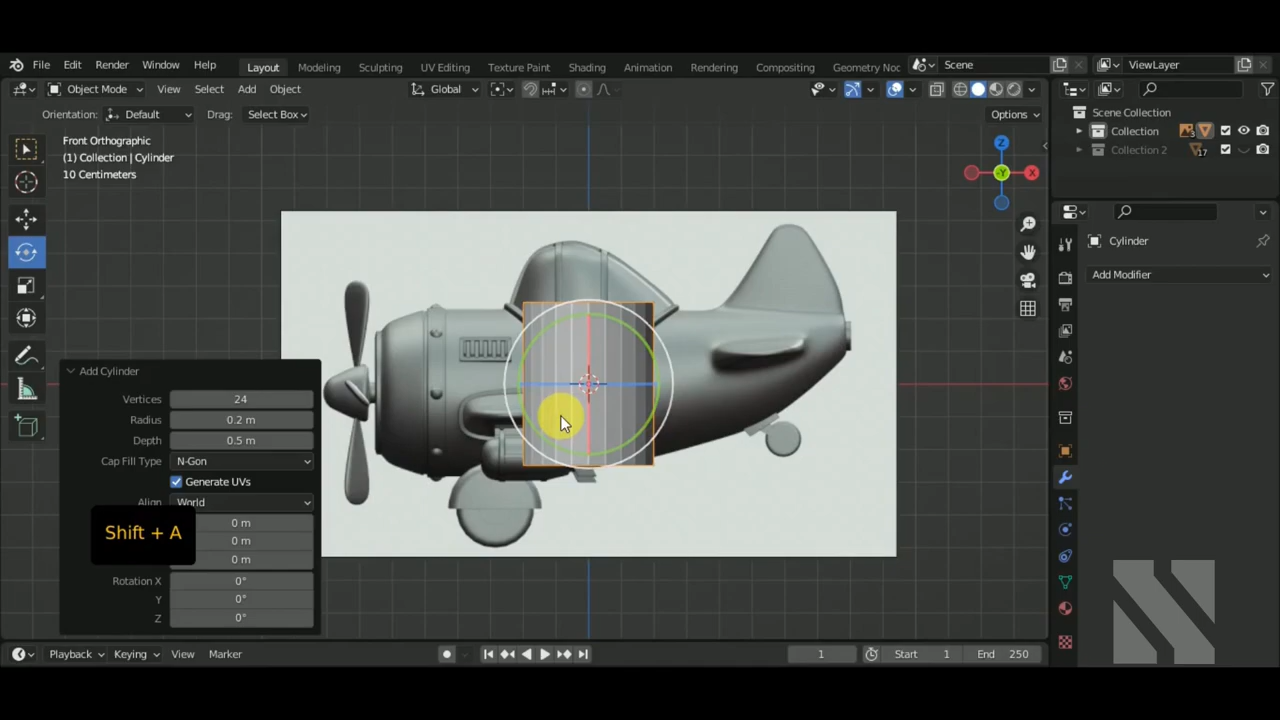 File Edit Render Window Help Layout Modeling Sculpting UV Editing Texture Paint Shading Animation Rendering Compositing Geometry Noc Scene ViewLayer
Object Mode View Select Add Object Global
Orientation: Default Drag: Select Box Options
Scene Collection
Collection 3
Collection 2 17
Front Orthographic
(1) Collection | Cylinder
10 Centimeters
Z
X
Y
Cylinder
Add Modifier
Add Cylinder
Vertices 24
Radius 0.2 m
Depth 0.5 m
Cap Fill Type N-Gon
Generate UVs
Align World
0 m
Shift + A
0 m
0 m
Rotation X 0°
Y 0°
Z 0°
Playback Keying View Marker 1 Start 1 End 250